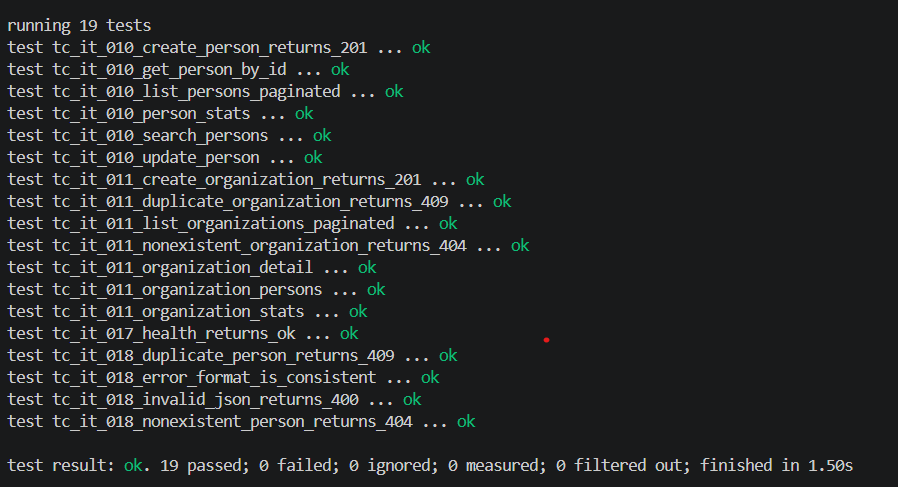 running 19 tests
test tc_it_010_create_person_returns_201 ... ok
test tc_it_010_get_person_by_id ... ok
test tc_it_010_list_persons_paginated ... ok
test tc_it_010_person_stats ... ok
test tc_it_010_search_persons ... ok
test tc_it_010_update_person ... ok
test tc_it_011_create_organization_returns_201 ... ok
test tc_it_011_duplicate_organization_returns_409 ... ok
test tc_it_011_list_organizations_paginated ... ok
test tc_it_011_nonexistent_organization_returns_404 ... ok
test tc_it_011_organization_detail ... ok
test tc_it_011_organization_persons ... ok
test tc_it_011_organization_stats ... ok
test tc_it_017_health_returns_ok ... ok
test tc_it_018_duplicate_person_returns_409 ... ok
test tc_it_018_error_format_is_consistent ... ok
test tc_it_018_invalid_json_returns_400 ... ok
test tc_it_018_nonexistent_person_returns_404 ... ok
test result: ok. 19 passed; 0 failed; 0 ignored; 0 measured; 0 filtered out; finished in 1.50s